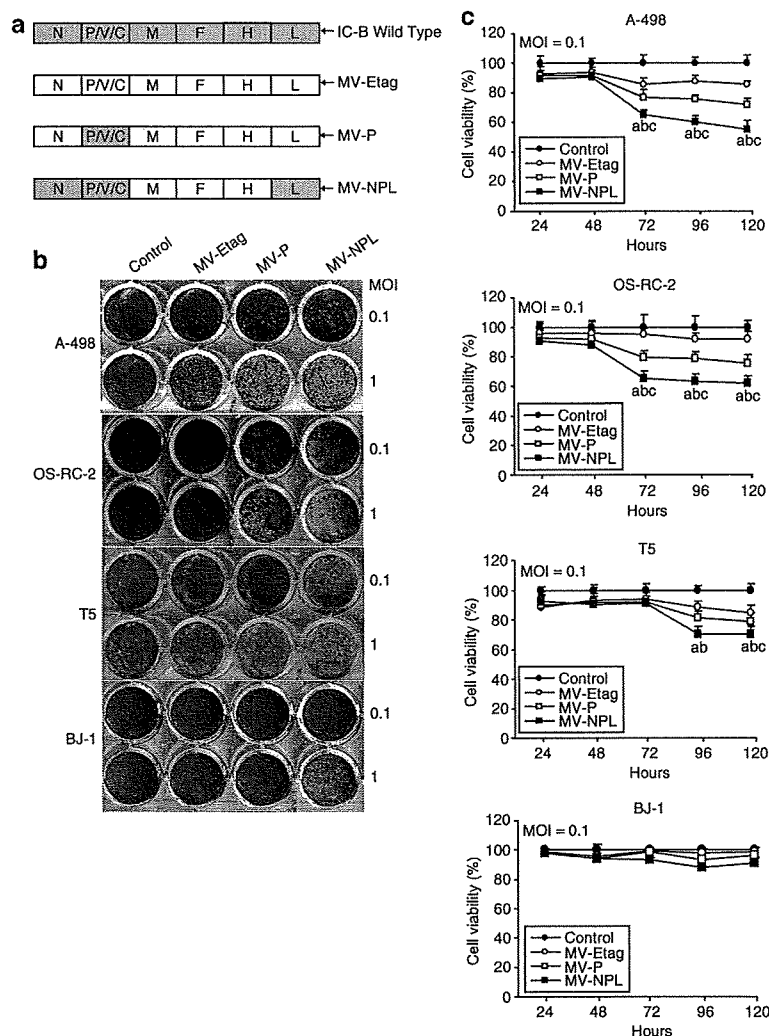 a
N P/V/C M F H L IC-B Wild Type
N P/V/C M F H L MV-Etag
N P/V/C M F H L MV-P
N P/V/C M F H L MV-NPL
b
Control MV-Etag MV-P MV-NPL
MOI
A-498
0.1
1
OS-RC-2
0.1
1
T5
0.1
1
BJ-1
0.1
1
c
A-498
120
100
80
60
40
20
0
Cell viability (%)
MOI = 0.1
abc abc abc
Control
MV-Etag
MV-P
MV-NPL
24 48 72 96 120
Hours
OS-RC-2
120
100
80
60
40
20
0
Cell viability (%)
MOI = 0.1
abc abc abc
Control
MV-Etag
MV-P
MV-NPL
24 48 72 96 120
Hours
T5
120
100
80
60
40
20
0
Cell viability (%)
MOI = 0.1
ab abc
Control
MV-Etag
MV-P
MV-NPL
24 48 72 96 120
Hours
BJ-1
120
100
80
60
40
20
0
Cell viability (%)
MOI = 0.1
Control
MV-Etag
MV-P
MV-NPL
24 48 72 96 120
Hours